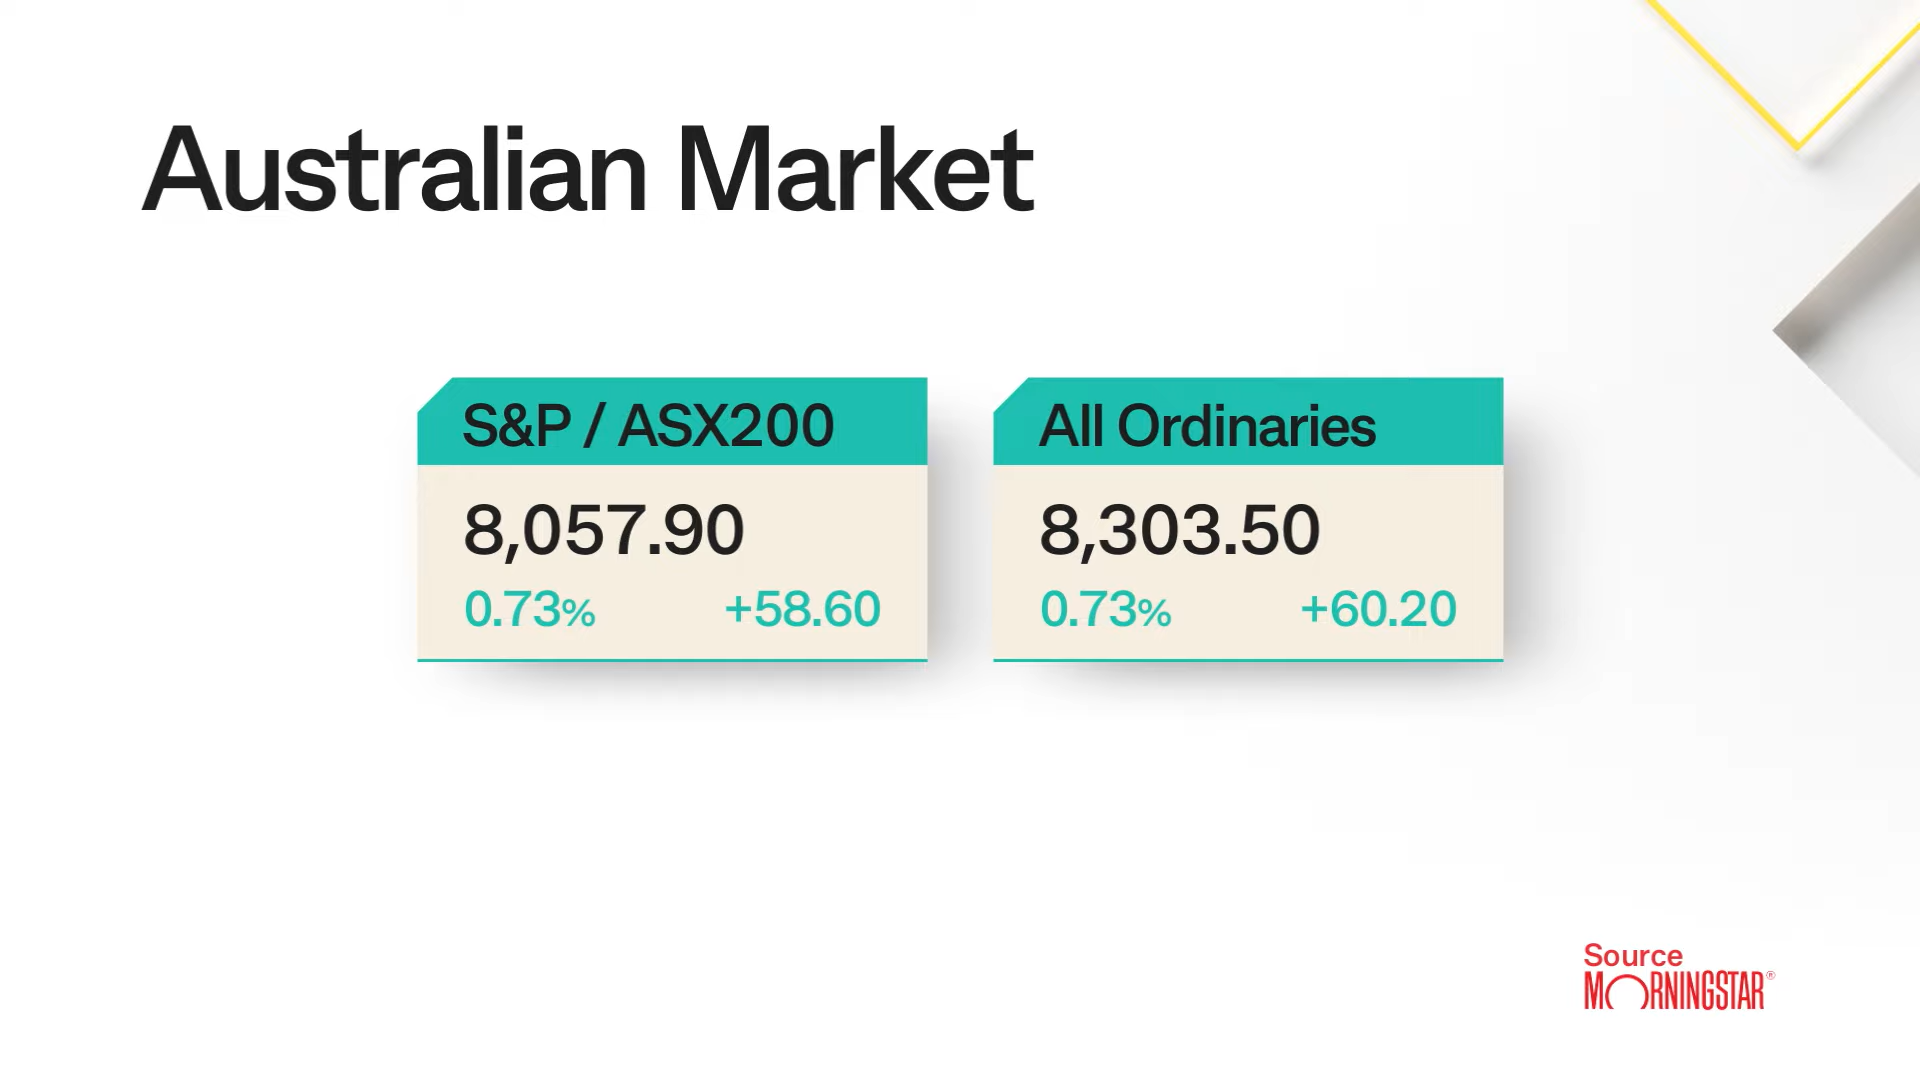 Australian Market
S&P / ASX200
8,057.90
0.73% +58.60
All Ordinaries
8,303.50
0.73% +60.20
Source
MORNINGSTAR®